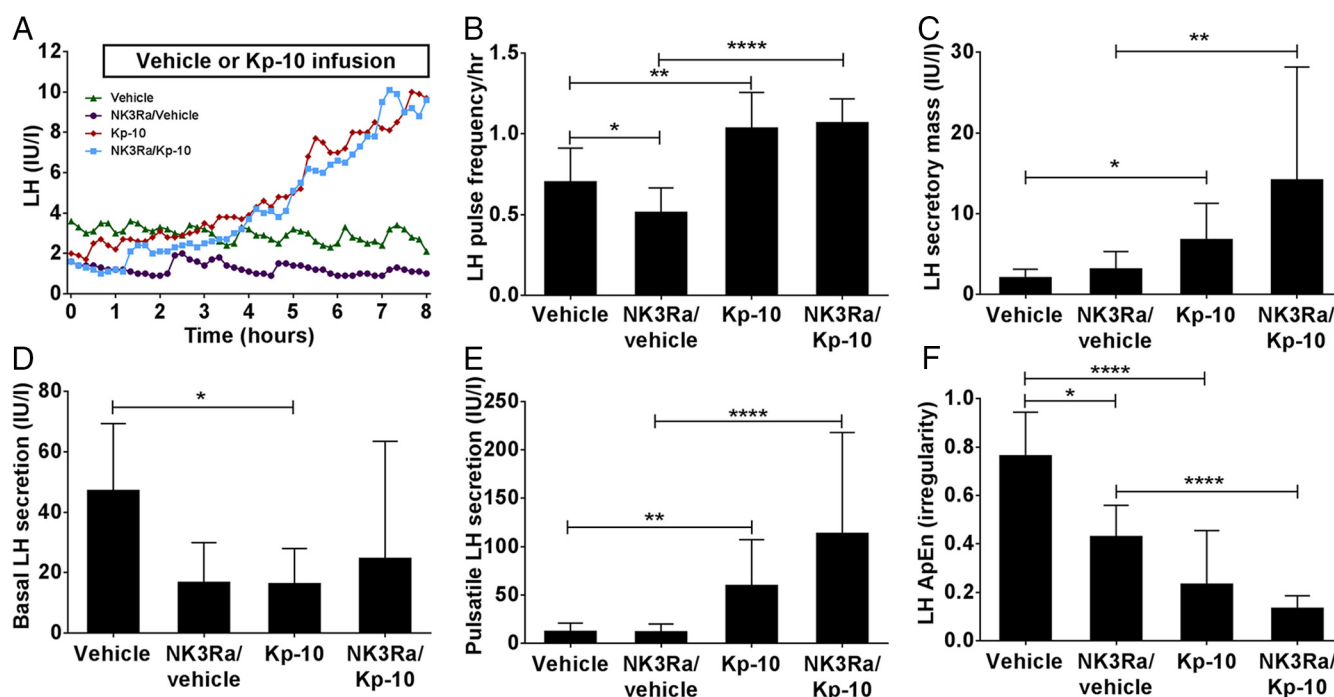 A
Vehicle or Kp-10 infusion
LH (IU/l)
12
10
8
6
4
2
0
Vehicle
NK3Ra/Vehicle
Kp-10
NK3Ra/Kp-10
0 1 2 3 4 5 6 7 8
Time (hours)
B
LH pulse frequency/hr
1.5
1.0
0.5
0.0
****
**
*
Vehicle NK3Ra/ Kp-10 NK3Ra/
vehicle Kp-10
C
LH secretory mass (IU/l)
30
20
10
0
**
*
Vehicle NK3Ra/ Kp-10 NK3Ra/
vehicle Kp-10
D
Basal LH secretion (IU/l)
80
60
40
20
0
*
Vehicle NK3Ra/ Kp-10 NK3Ra/
vehicle Kp-10
E
Pulsatile LH secretion (IU/l)
250
200
150
100
50
0
****
**
Vehicle NK3Ra/ Kp-10 NK3Ra/
vehicle Kp-10
F
LH ApEn (irregularity)
1.0
0.8
0.6
0.4
0.2
0.0
****
*
****
Vehicle NK3Ra/ Kp-10 NK3Ra/
vehicle Kp-10